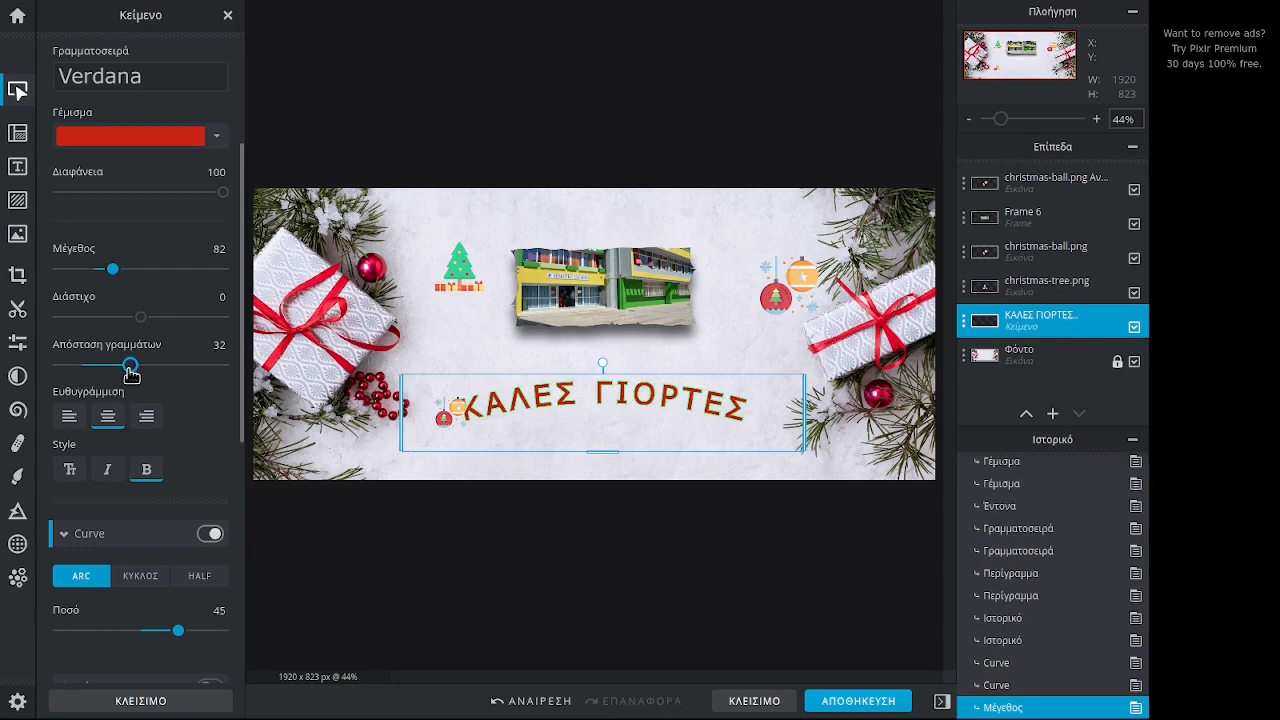 Κείμενο
Γραμματοσειρά
Verdana
Γέμισμα
Διαφάνεια 100
Μέγεθος 82
Διάστιχο 0
Απόσταση γραμμάτων 32
Ευθυγράμμιση
Style
Tт I B
Curve
ARC ΚΥΚΛΟΣ HALF
Ποσό 45
ΚΛΕΙΣΙΜΟ
ΚΑΛΕΣ ΓΙΟΡΤΕΣ
1920 x 823 px @ 44%
ΑΝΑΙΡΕΣΗ ΕΠΑΝΑΦΟΡΑ ΚΛΕΙΣΙΜΟ ΑΠΟΘΗΚΕΥΣΗ
Πλοήγηση
X:
Y:
W: 1920
H: 823
- + 44%
Επίπεδα
christmas-ball.png Αν...
Εικόνα
Frame 6
Frame
christmas-ball.png
Εικόνα
christmas-tree.png
Εικόνα
ΚΑΛΕΣ ΓΙΟΡΤΕΣ..
Κείμενο
Φόντο
Εικόνα
Ιστορικό
Γέμισμα
Γέμισμα
Έντονα
Γραμματοσειρά
Γραμματοσειρά
Περίγραμμα
Περίγραμμα
Ιστορικό
Ιστορικό
Curve
Curve
Μέγεθος
Want to remove ads?
Try Pixlr Premium
30 days 100% free.